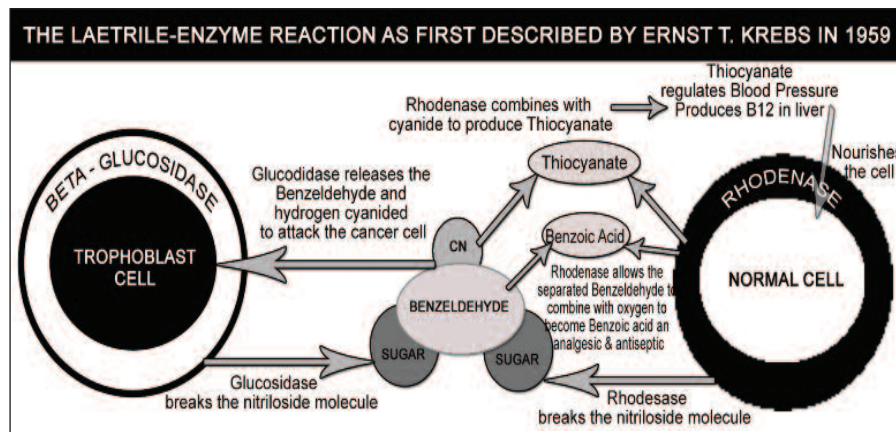 THE LAETRILE-ENZYME REACTION AS FIRST DESCRIBED BY ERNST T. KREBS IN 1959
Thiocyanate
regulates Blood Pressure
Produces B12 in liver
Rhodenase combines with
cyanide to produce Thiocyanate
Nourishes
the cell
BETA - GLUCOSIDASE
TROPHOBLAST
CELL
Glucodidase releases the
Benzeldehyde and
hydrogen cyanided
to attack the cancer cell
Thiocyanate
CN
Benzoic Acid
RHODENASE
NORMAL CELL
BENZELDEHYDE
Rhodenase allows the
separated Benzeldehyde to
combine with oxygen to
become Benzoic acid an
analgesic & antiseptic
SUGAR
SUGAR
Glucosidase
breaks the nitriloside molecule
Rhodesase
breaks the nitriloside molecule